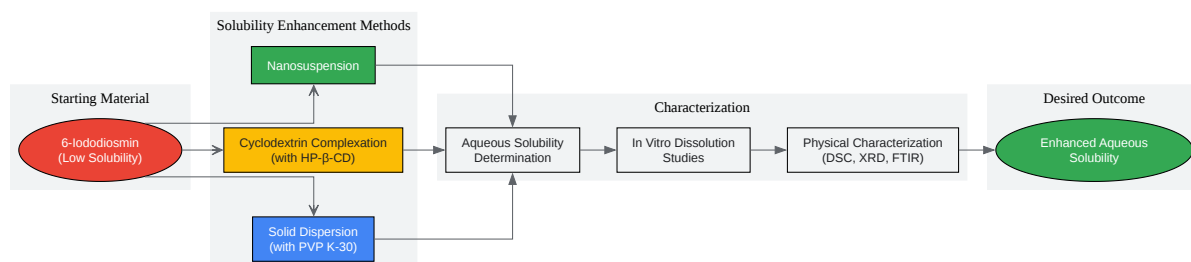 Starting Material
6-Iododiosmin
(Low Solubility)
Solubility Enhancement Methods
Nanosuspension
Cyclodextrin Complexation
(with HP-β-CD)
Solid Dispersion
(with PVP K-30)
Characterization
Aqueous Solubility
Determination
In Vitro Dissolution
Studies
Physical Characterization
(DSC, XRD, FTIR)
Desired Outcome
Enhanced Aqueous
Solubility